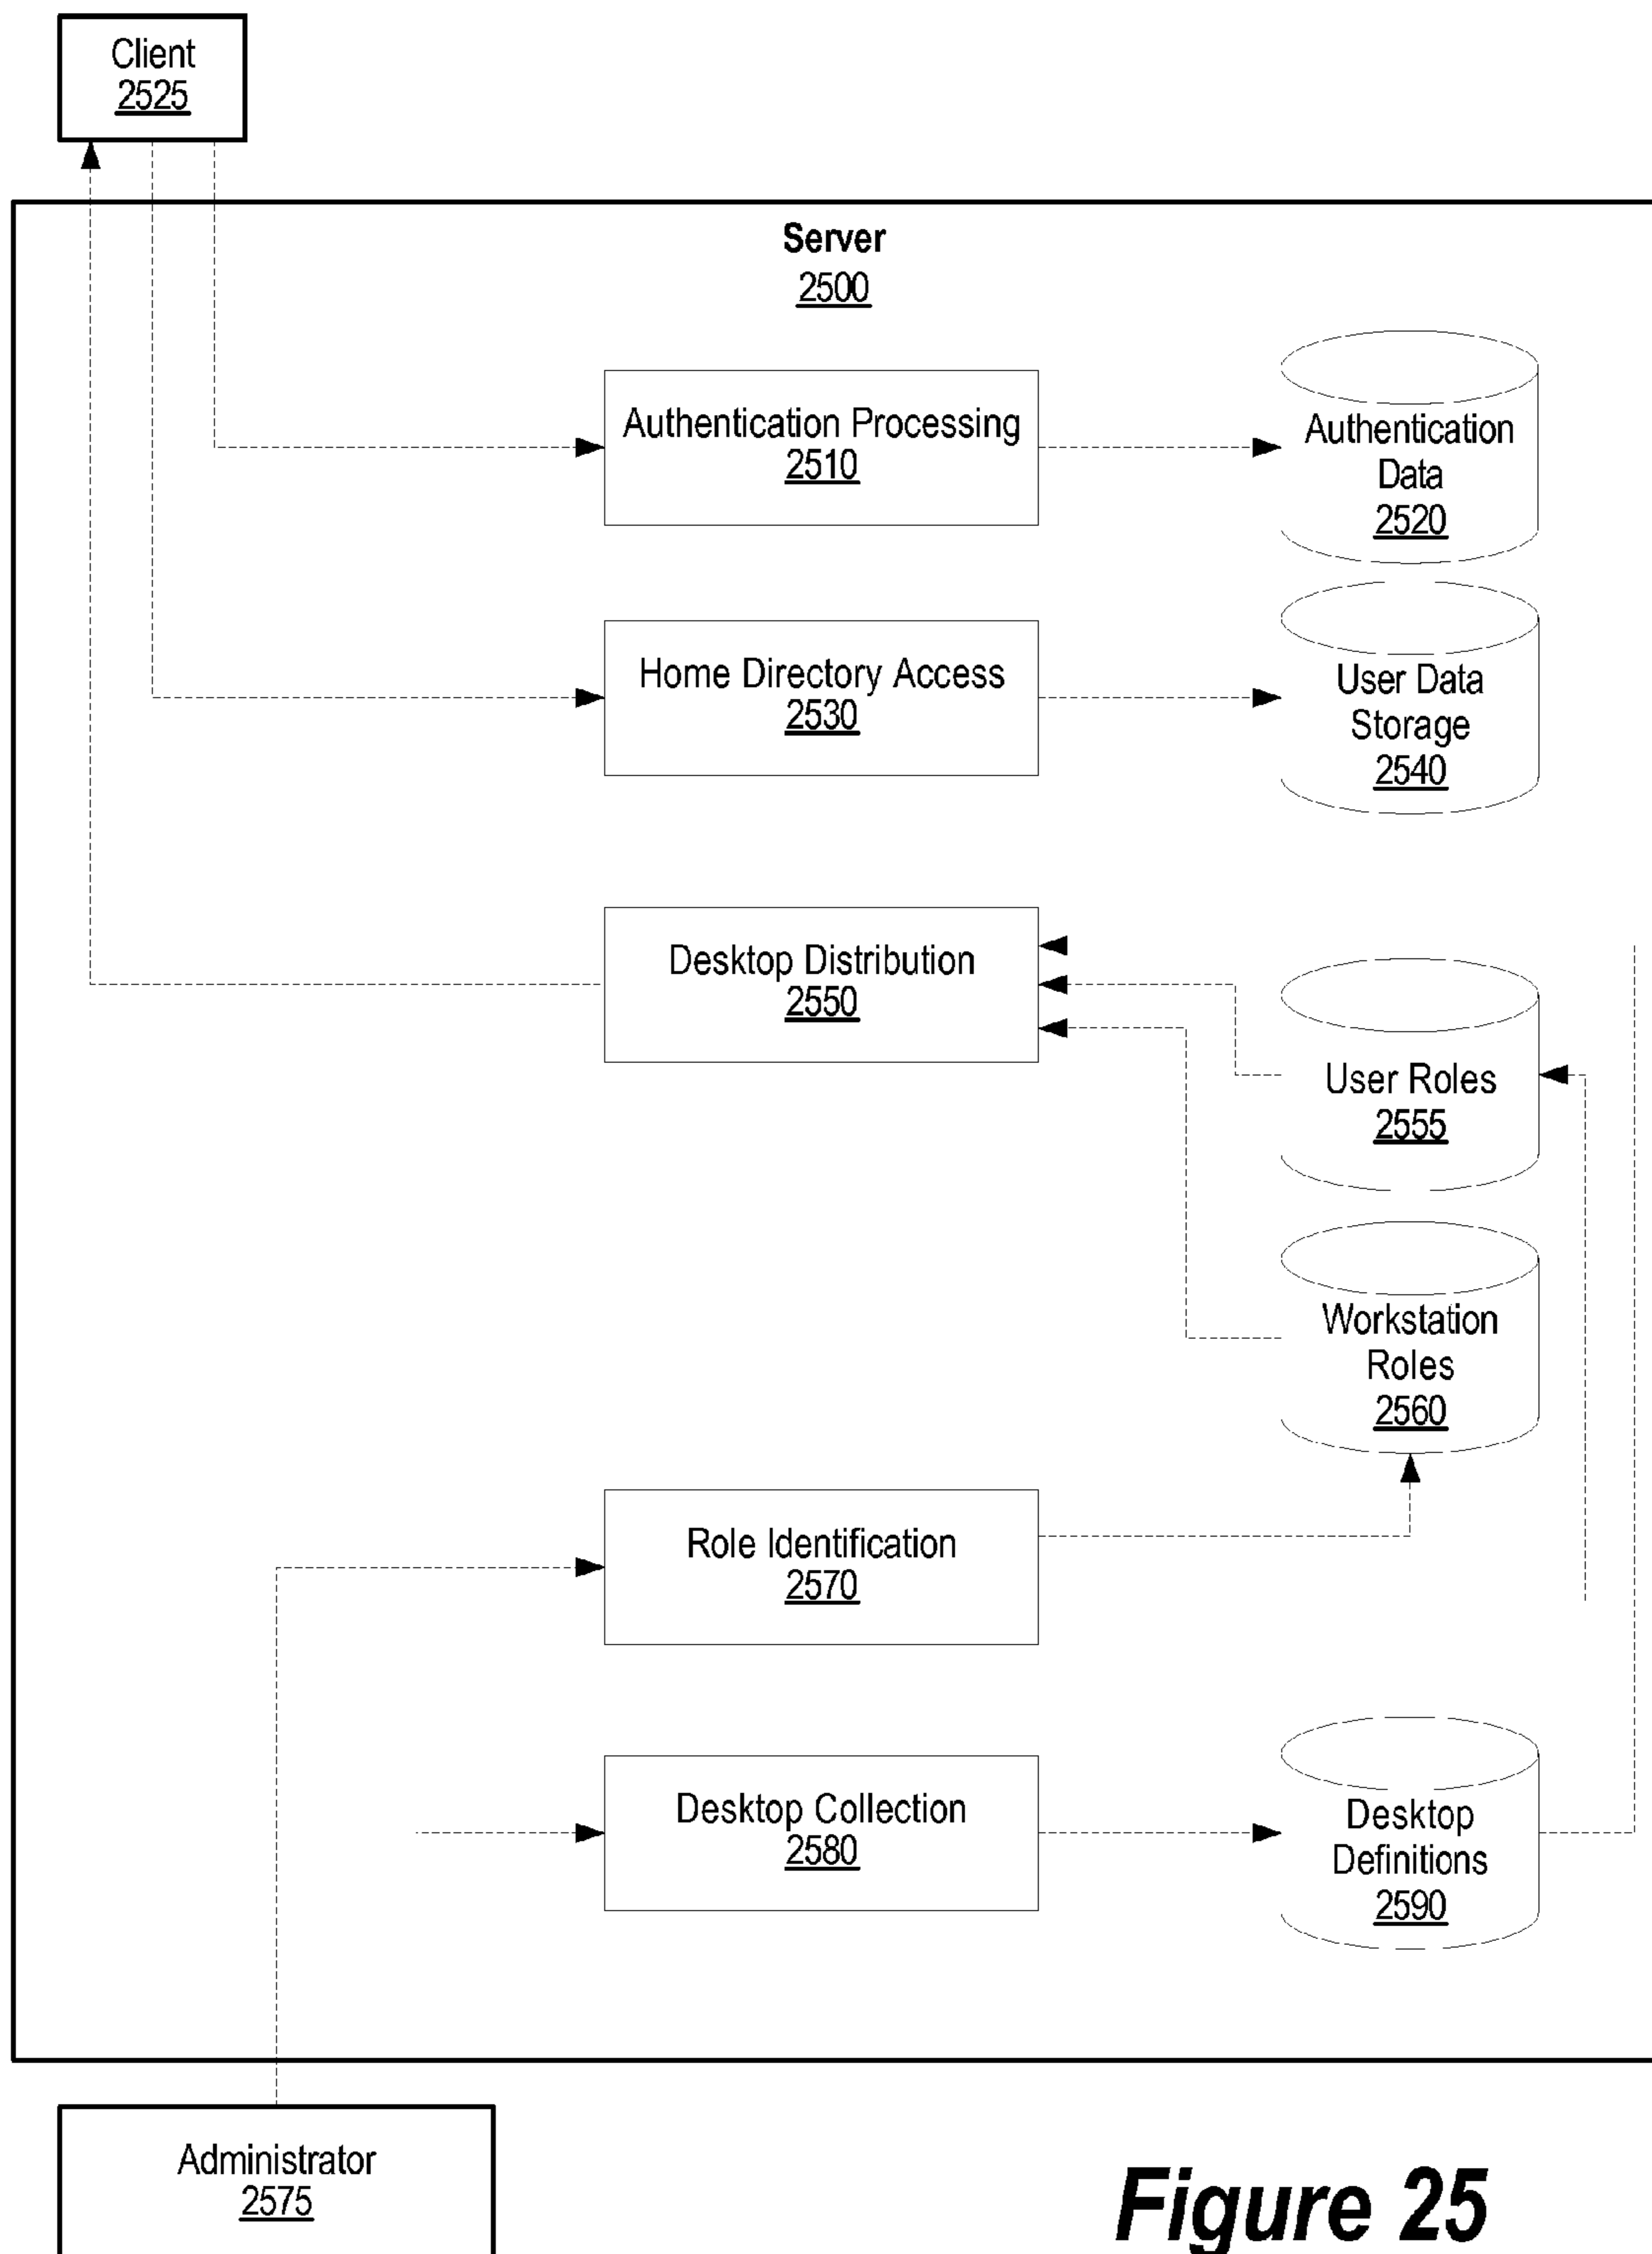 Client
2525
Server
2500
Authentication Processing
2510
Authentication
Data
2520
Home Directory Access
2530
User Data
Storage
2540
Desktop Distribution
2550
User Roles
2555
Workstation
Roles
2560
Role Identification
2570
Desktop Collection
2580
Desktop
Definitions
2590
Administrator
2575
Figure 25